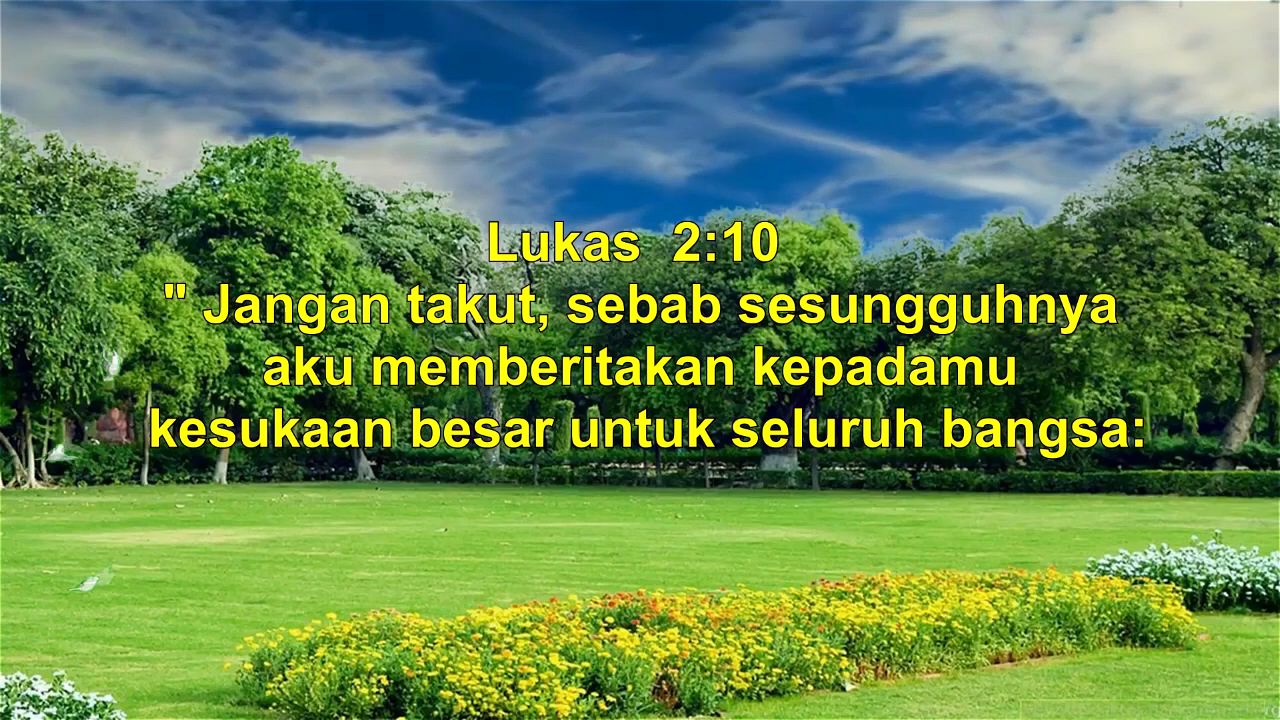 Lukas  2:10
" Jangan takut, sebab sesungguhnya
aku memberitakan kepadamu
kesukaan besar untuk seluruh bangsa: